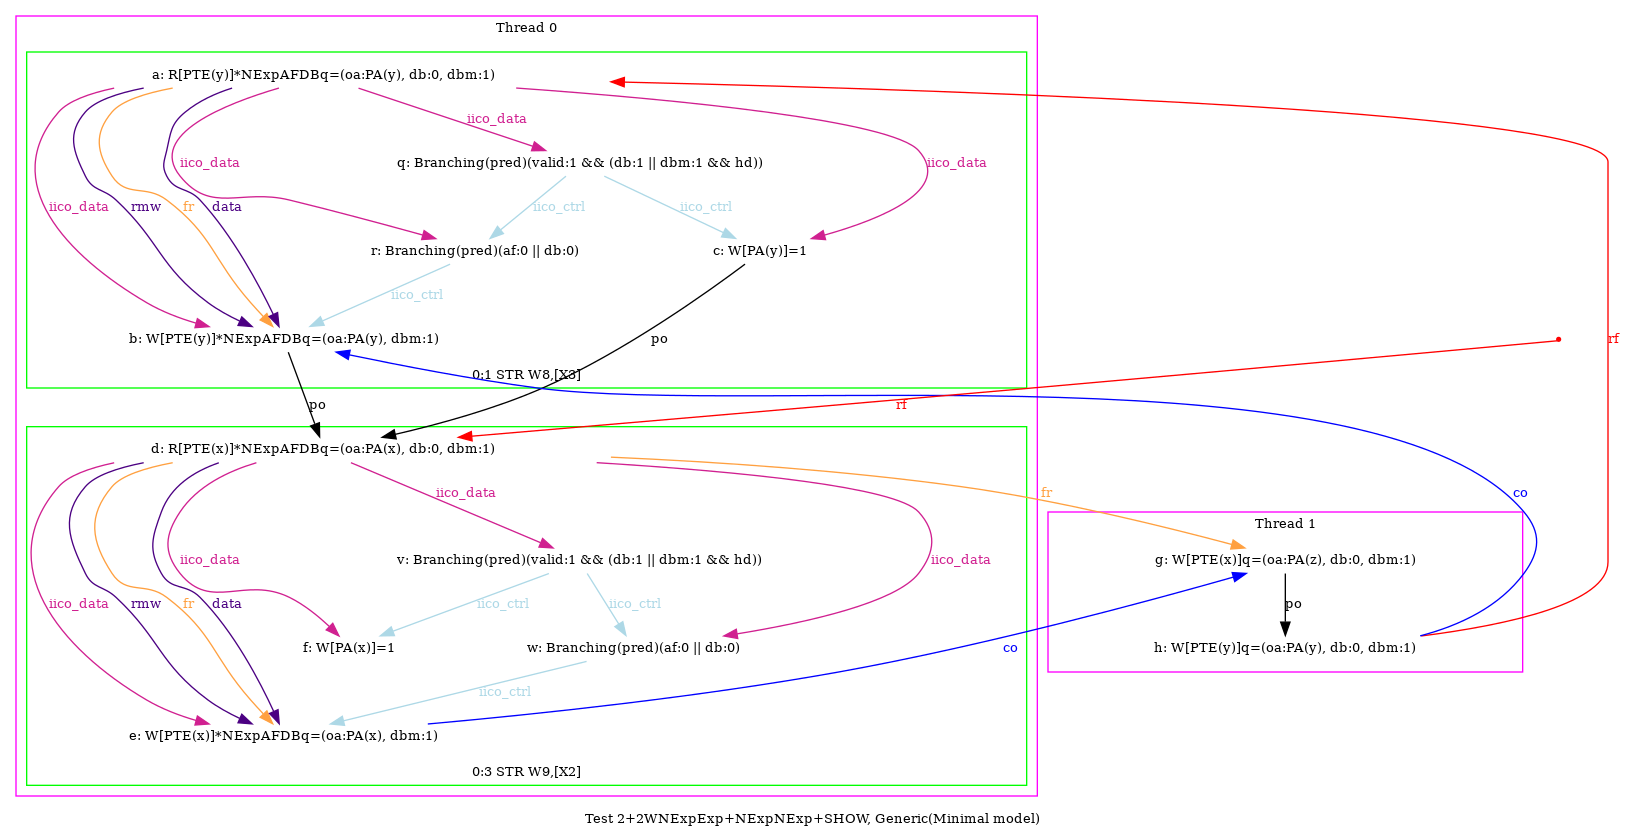 Thread 0
a: R[PTE(y)]*NExpAFDBq=(oa:PA(y), db:0, dbm:1)
iico_data
q: Branching(pred)(valid:1 && (db:1 || dbm:1 && hd))
iico_data
iico_data
iico_data
rmw
fr
data
iico_ctrl
iico_ctrl
r: Branching(pred)(af:0 || db:0)
c: W[PA(y)]=1
iico_ctrl
b: W[PTE(y)]*NExpAFDBq=(oa:PA(y), dbm:1)
po
rf
0:1 STR W8,[X3]
po
rf
d: R[PTE(x)]*NExpAFDBq=(oa:PA(x), db:0, dbm:1)
iico_data
fr
co
Thread 1
iico_data
v: Branching(pred)(valid:1 && (db:1 || dbm:1 && hd))
iico_data
g: W[PTE(x)]q=(oa:PA(z), db:0, dbm:1)
iico_data
rmw
fr
data
iico_ctrl
iico_ctrl
po
f: W[PA(x)]=1
w: Branching(pred)(af:0 || db:0)
co
h: W[PTE(y)]q=(oa:PA(y), db:0, dbm:1)
iico_ctrl
e: W[PTE(x)]*NExpAFDBq=(oa:PA(x), dbm:1)
0:3 STR W9,[X2]
Test 2+2WNExpExp+NExpNExp+SHOW, Generic(Minimal model)